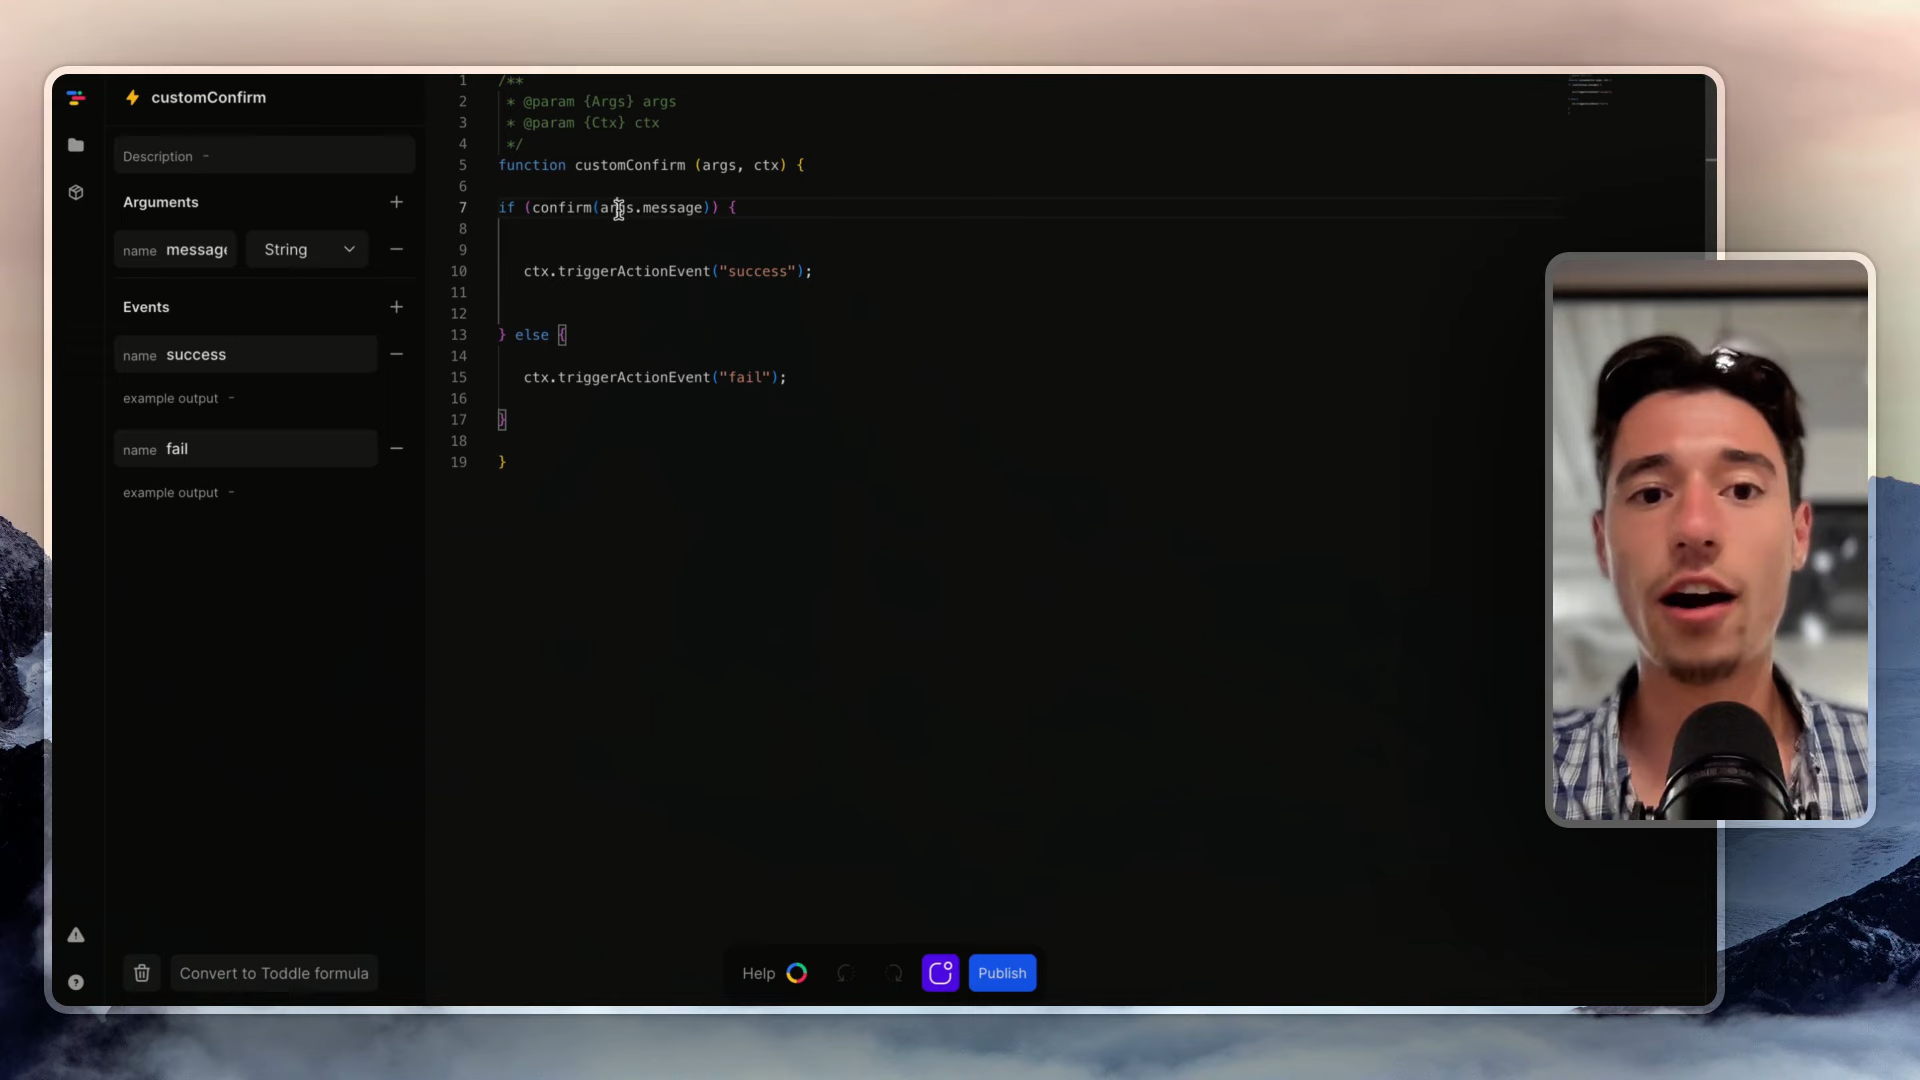 customConfirm
Description -
Arguments
name message String
Events
name success
example output -
name fail
example output -
Convert to Toddle formula
1 /**
2 * @param {Args} args
3 * @param {Ctx} ctx
4 */
5 function customConfirm (args, ctx) {
6
7 if (confirm(args.message)) {
8
9
10 ctx.triggerActionEvent("success");
11
12
13 } else {
14
15 ctx.triggerActionEvent("fail");
16
17 }
18
19 }
Help Publish